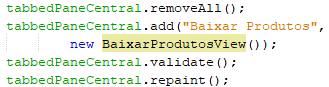 tabbedPaneCentral.removeAll();
tabbedPaneCentral.add("Baixar Produtos",
new BaixarProdutosView());
tabbedPaneCentral.validate();
tabbedPaneCentral.repaint();